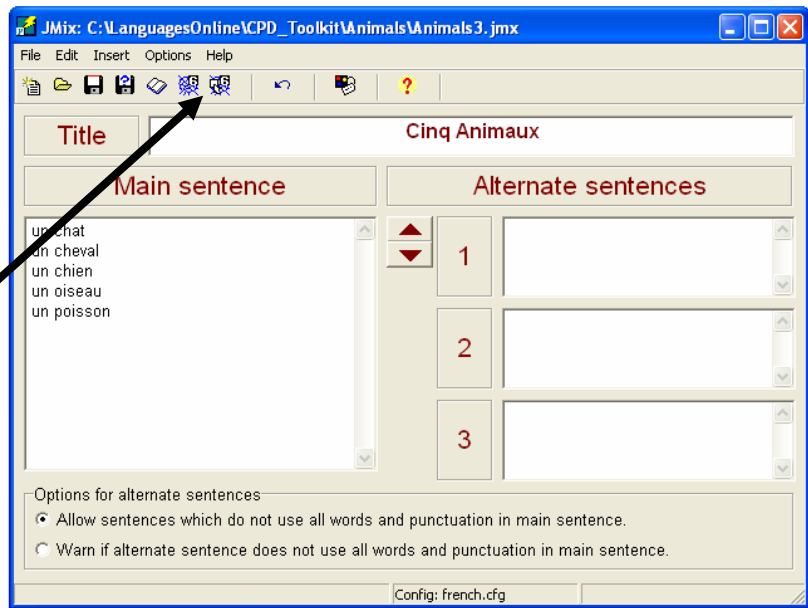 JMix: C:\LanguagesOnline\CPD_Toolkit\Animals\Animals3.jmx
File Edit Insert Options Help
Title
Cinq Animaux
Main sentence
Alternate sentences
un chat
un cheval
un chien
un oiseau
un poisson
1
2
3
Options for alternate sentences
Allow sentences which do not use all words and punctuation in main sentence.
Warn if alternate sentence does not use all words and punctuation in main sentence.
Config: french.cfg